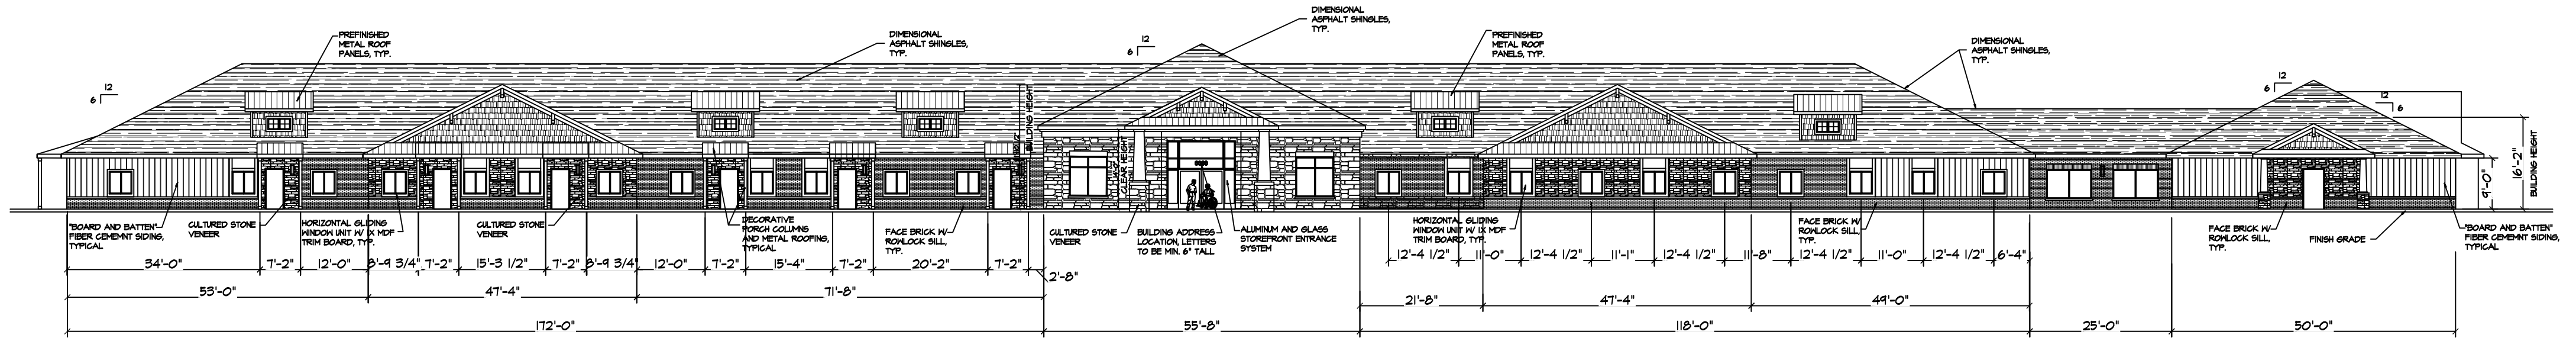 DIMENSIONAL
ASPHALT SHINGLES,
TYP.
PREFINISHED
METAL ROOF
PANELS, TYP.
DIMENSIONAL
ASPHALT SHINGLES,
TYP.
12
6
PREFINISHED
METAL ROOF
PANELS, TYP.
DIMENSIONAL
ASPHALT SHINGLES,
TYP.
12
6
12
6
12
6
BUILDING HEIGHT
CLEAR HEIGHT
9'-0"
16'-2"
BUILDING HEIGHT
"BOARD AND BATTEN"
FIBER CEMEMNT SIDING,
TYPICAL
CULTURED STONE
VENEER
HORIZONTAL GLIDING
WINDOW UNIT W/ 1X MDF
TRIM BOARD, TYP.
CULTURED STONE
VENEER
DECORATIVE
PORCH COLUMNS
AND METAL ROOFING,
TYPICAL
FACE BRICK W/
ROWLOCK SILL,
TYP.
CULTURED STONE
VENEER
BUILDING ADDRESS
LOCATION, LETTERS
TO BE MIN. 6" TALL
ALUMINUM AND GLASS
STOREFRONT ENTRANCE
SYSTEM
HORIZONTAL GLIDING
WINDOW UNIT W/ 1X MDF
TRIM BOARD, TYP.
FACE BRICK W/
ROWLOCK SILL,
TYP.
FACE BRICK W/
ROWLOCK SILL,
TYP.
FINISH GRADE
"BOARD AND BATTEN"
FIBER CEMEMNT SIDING,
TYP.
34'-0" 7'-2" 12'-0" 8'-9 3/4" 7'-2" 15'-3 1/2" 7'-2" 8'-9 3/4" 12'-0" 7'-2" 15'-4" 7'-2" 20'-2" 7'-2"
2'-8"
12'-4 1/2" 11'-0" 12'-4 1/2" 11'-1" 12'-4 1/2" 11'-8" 12'-4 1/2" 11'-0" 12'-4 1/2" 6'-4"
53'-0" 47'-4" 71'-8" 21'-8" 47'-4" 49'-0"
172'-0" 55'-8" 118'-0" 25'-0" 50'-0"